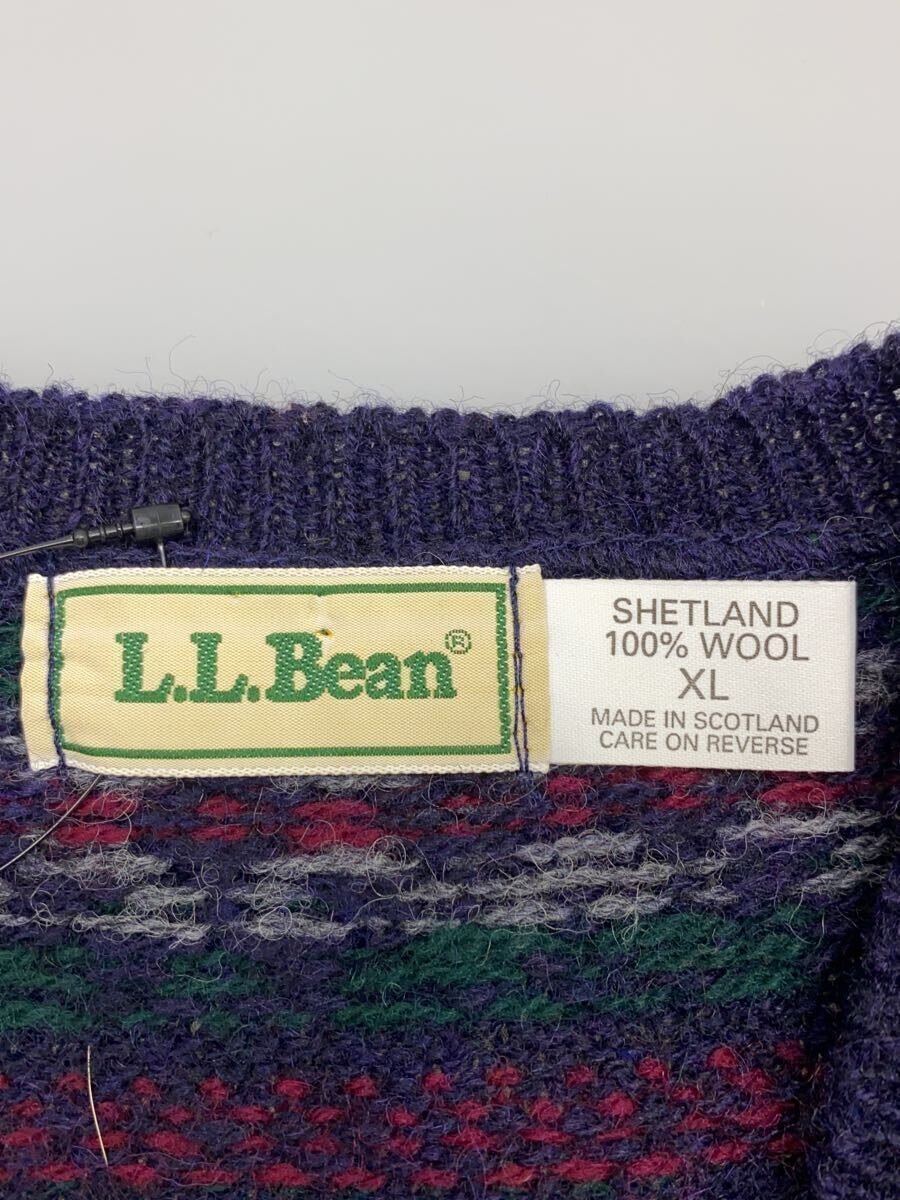 L.L.Bean®
SHETLAND
100% WOOL
XL
MADE IN SCOTLAND
CARE ON REVERSE